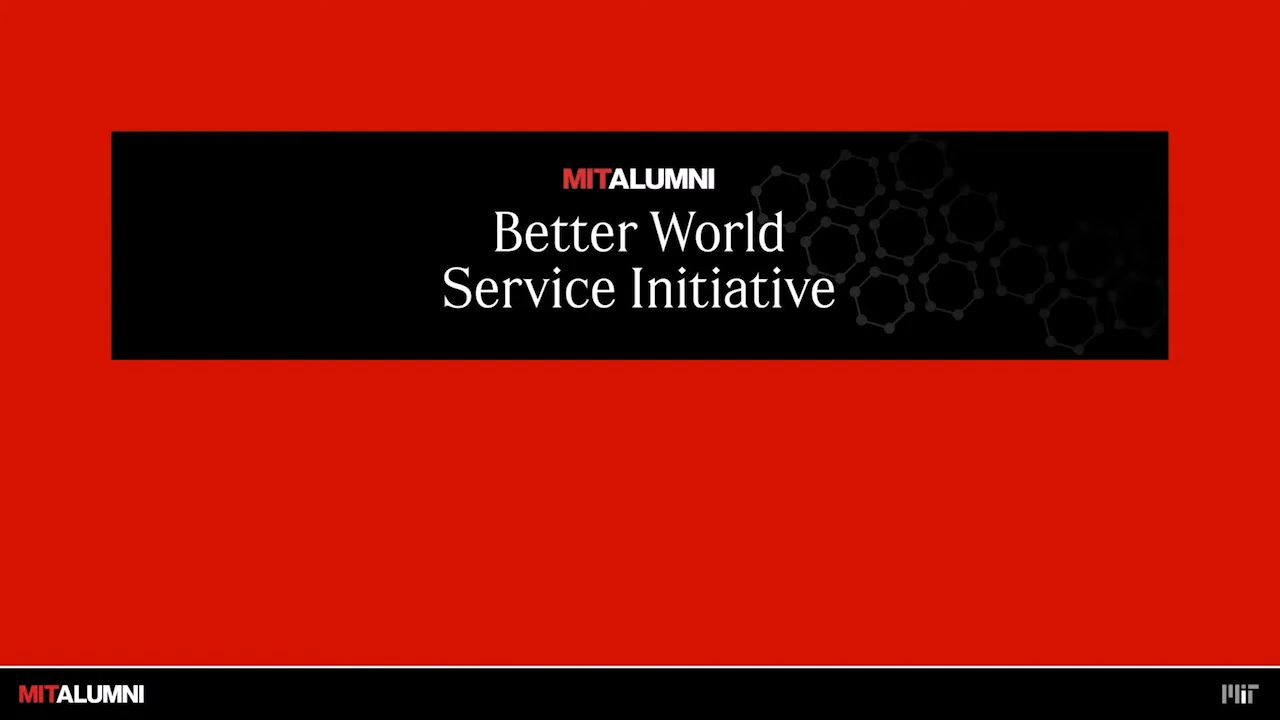 MITALUMNI
Better World
Service Initiative
MITALUMNI
MIT